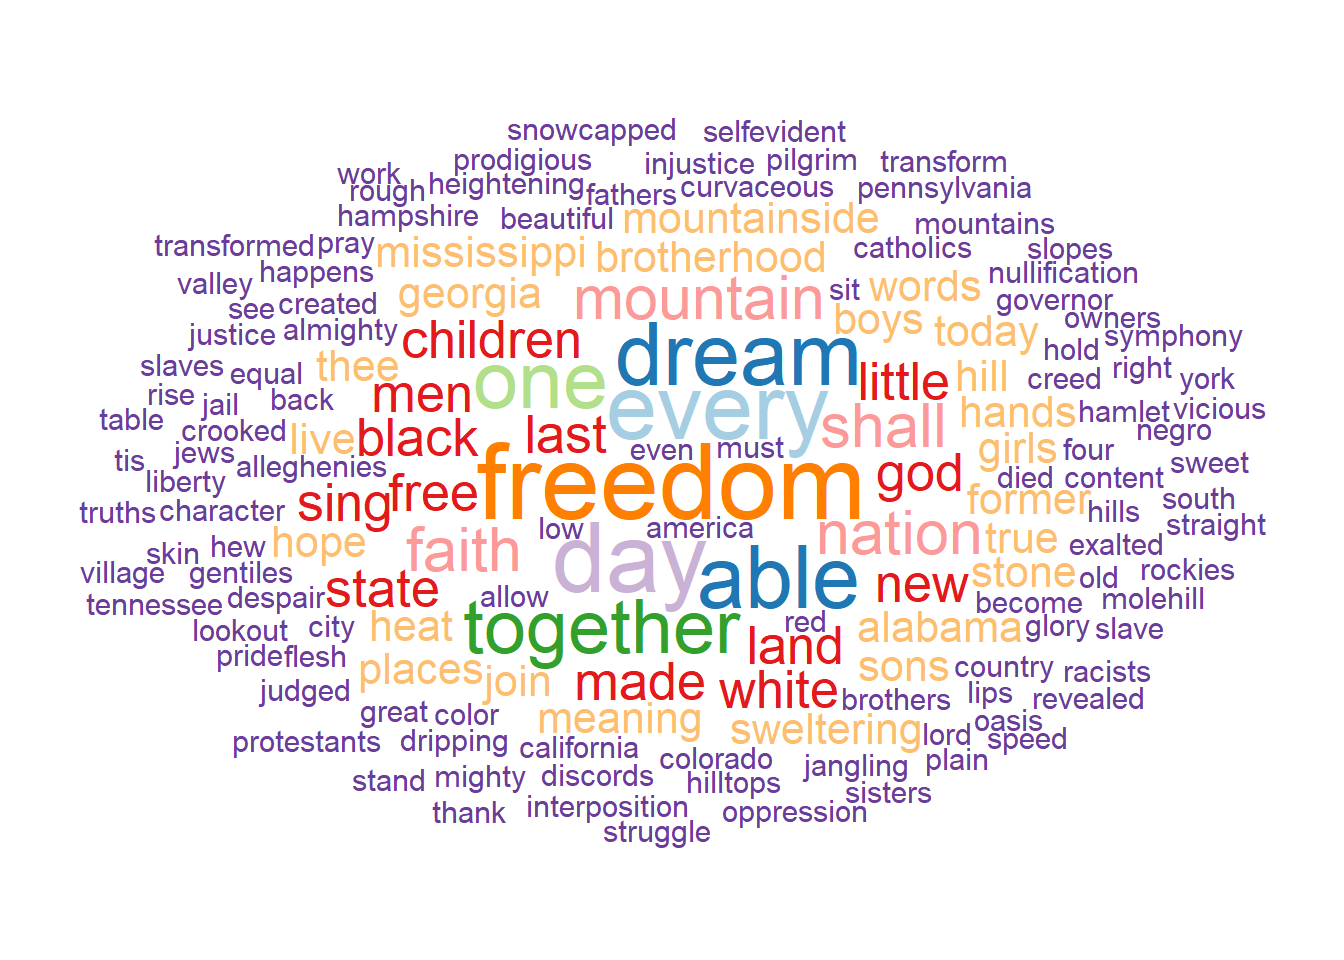 snowcapped selfevident
prodigious injustice pilgrim transform
work rough heightening fathers curvaceous pennsylvania
hampshire beautiful mountainside mountains
transformed pray mississippi brotherhood catholics slopes
valley happens georgia mountain sit words nullification
see created governor
justice almighty children boys today owners
slaves thee dream hold symphony
rise equal men one little hill creed right york
table jail back every shall hands hamlet vicious
crooked live black last even must girls four negro
tis jews alleghenies freedom god died content sweet
liberty sing free former south
truths character low america hills straight
skin hew hope faith day nation true exalted
village gentiles state able new stone old rockies
tennessee despair allow become molehill
lookout city heat together red alabama glory slave
pride flesh places join land sons country racists
judged made white brothers lips revealed
great color meaning sweltering lord oasis
protestants dripping california colorado speed
stand mighty discords hilltops jangling plain
thank interposition oppression sisters
struggle